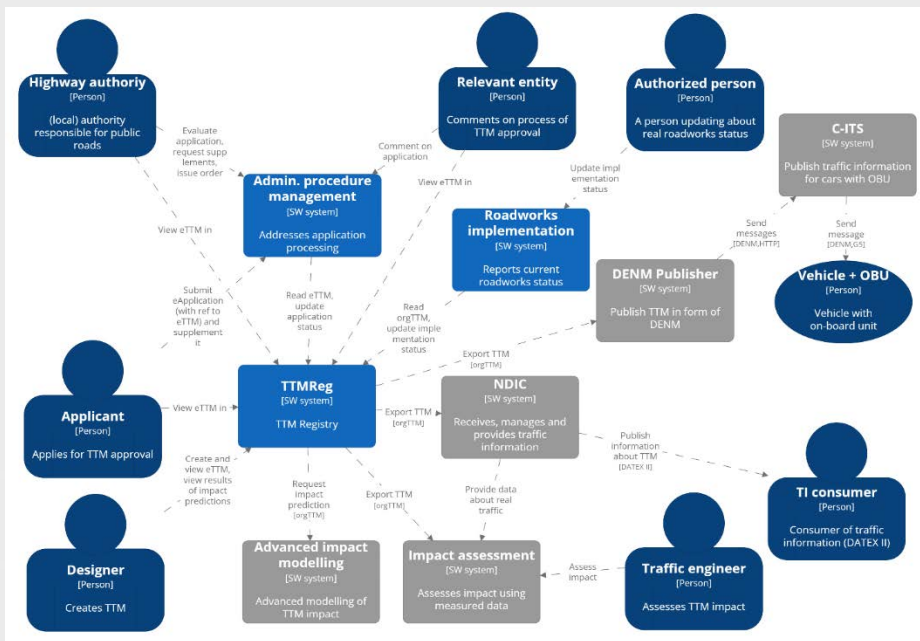 Highway authoriy
[Person]
(local) authority
responsible for public
roads
Relevant entity
[Person]
Comments on process of
TTM approval
Authorized person
[Person]
A person updating about
real roadworks status
C-ITS
[SW system]
Publish traffic information
for cars with OBU
Evaluate
application,
request supp
lements,
issue order
Comment on
application
View eTTM in
Update impl
ementation
status
Admin. procedure
management
[SW system]
Addresses application
processing
Roadworks
implementation
[SW system]
Reports current
roadworks status
Send
messages
[DENM,HTTP]
Send
message
[DENM,G5]
View eTTM in
DENM Publisher
[SW system]
Publish TTM in form of
DENM
Vehicle + OBU
[Person]
Vehicle with
on-board unit
Submit
eApplication
(with ref to
eTTM) and
supplement
it
Read eTTM,
update
application
status
Read
orgTTM,
update imple
mentation
status
Export TTM
[orgTTM]
TTMReg
[SW system]
TTM Registry
NDIC
[SW system]
Receives, manages and
provides traffic
information
Applicant
[Person]
Applies for TTM approval
View eTTM in
Export TTM
[orgTTM]
Publish
information
about TTM
[DATEX II]
Create and
view eTTM,
view results
of impact
predictions
Request
impact
prediction
[orgTTM]
Export TTM
[orgTTM]
Provide data
about real
traffic
TI consumer
[Person]
Consumer of traffic
information (DATEX II)
Designer
[Person]
Creates TTM
Advanced impact
modelling
[SW system]
Advanced modelling of
TTM impact
Impact assessment
[SW system]
Assesses impact using
measured data
Assess
impact
Traffic engineer
[Person]
Assesses TTM impact